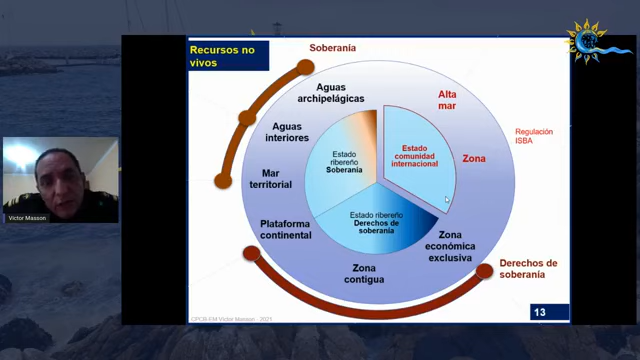 Recursos no
vivos
Soberanía
Aguas
archipelágicas
Alta
mar
Aguas
interiores
Regulación
ISBA
Estado
ribereño
Soberanía
Estado
comunidad
internacional
Zona
Mar
territorial
Estado ribereño
Derechos de
soberanía
Plataforma
continental
Zona
económica
exclusiva
Zona
contigua
Derechos de
soberanía
Víctor Masson
CPCB-EM Víctor Masson - 2021
13